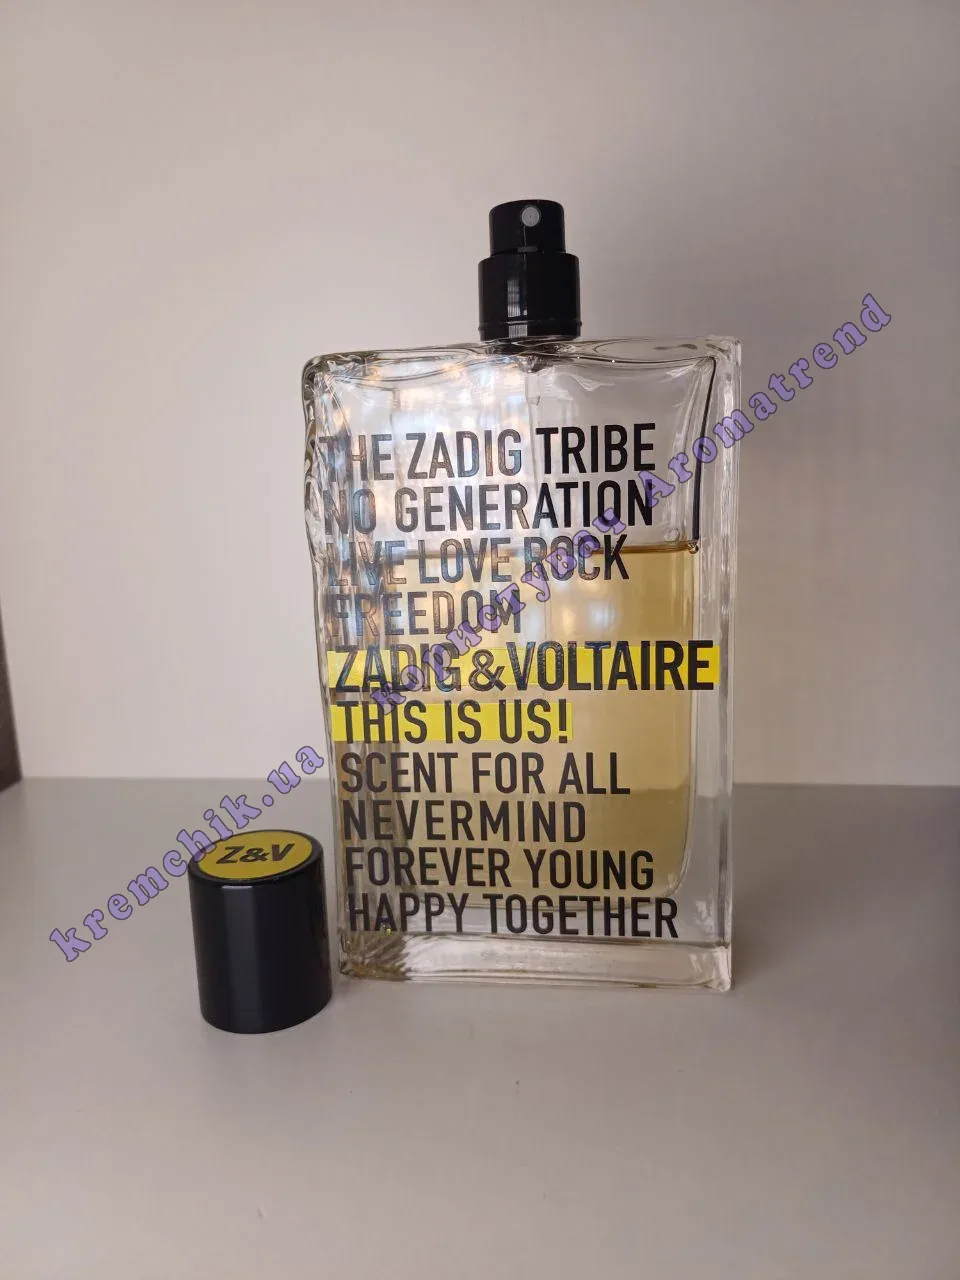 THE ZADIG TRIBE
NO GENERATION
LIVE LOVE ROCK
FREEDOM
ZADIG & VOLTAIRE
THIS IS US!
SCENT FOR ALL
NEVERMIND
FOREVER YOUNG
HAPPY TOGETHER
Z&V
kremchik.ua користувач Aromatrend